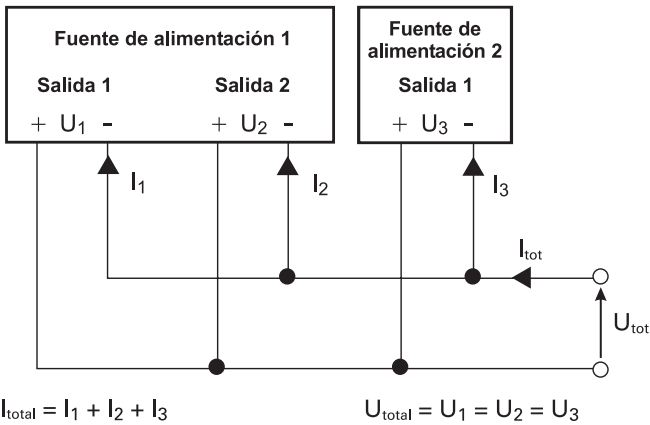 Fuente de alimentación 1
Salida 1 Salida 2
+ U1 − + U2 −
Fuente de
alimentación 2
Salida 1
+ U3 −
I1
I2
I3
Itot
Utot
Itotal = I1 + I2 + I3
Utotal = U1 = U2 = U3